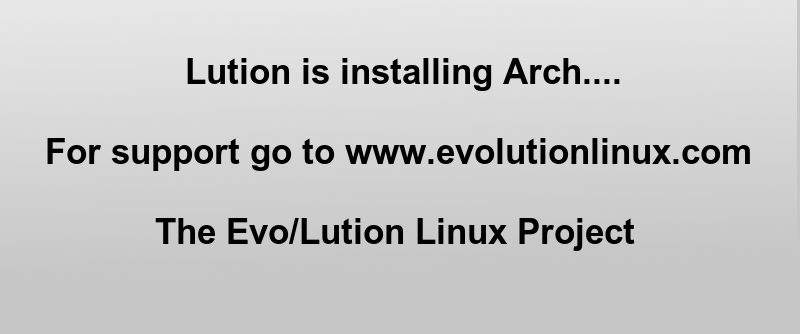 Lution is installing Arch....
For support go to www.evolutionlinux.com
The Evo/Lution Linux Project